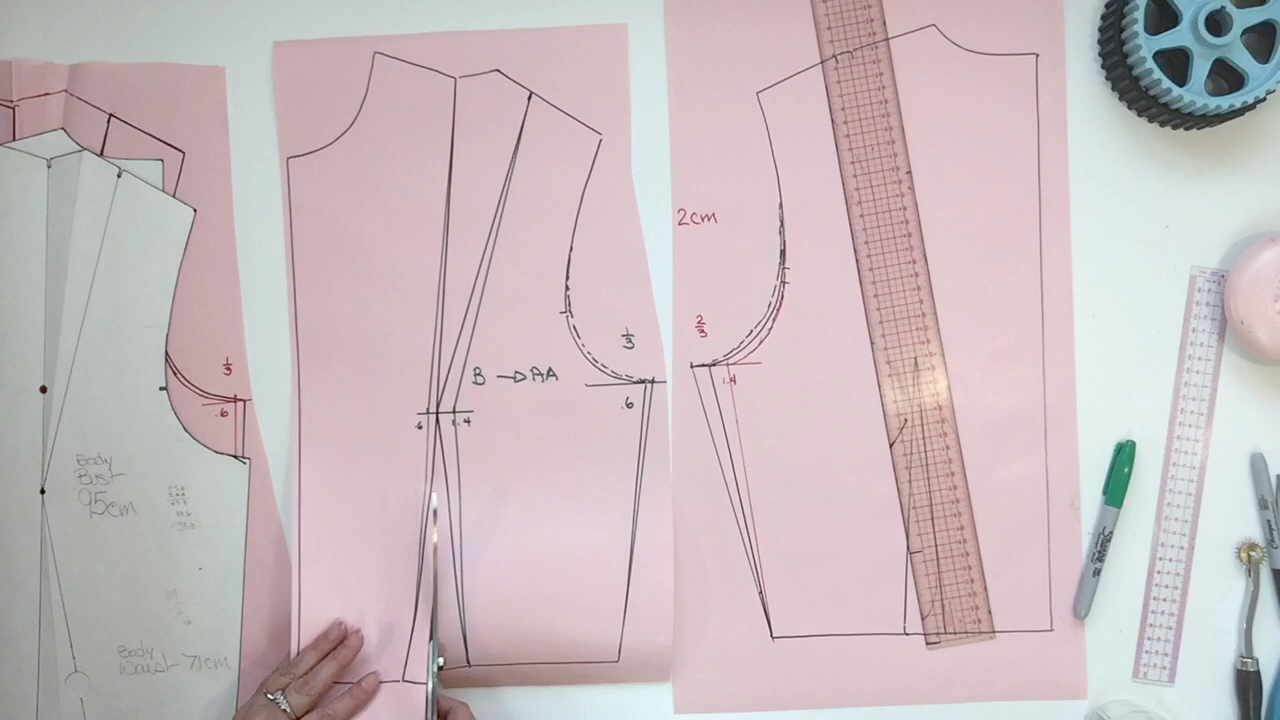 1/3
.6
Body
Bust
95cm
Body
Waist 71cm
1/3
B → AA
.6
.6
1.4
2cm
2/3
1.4